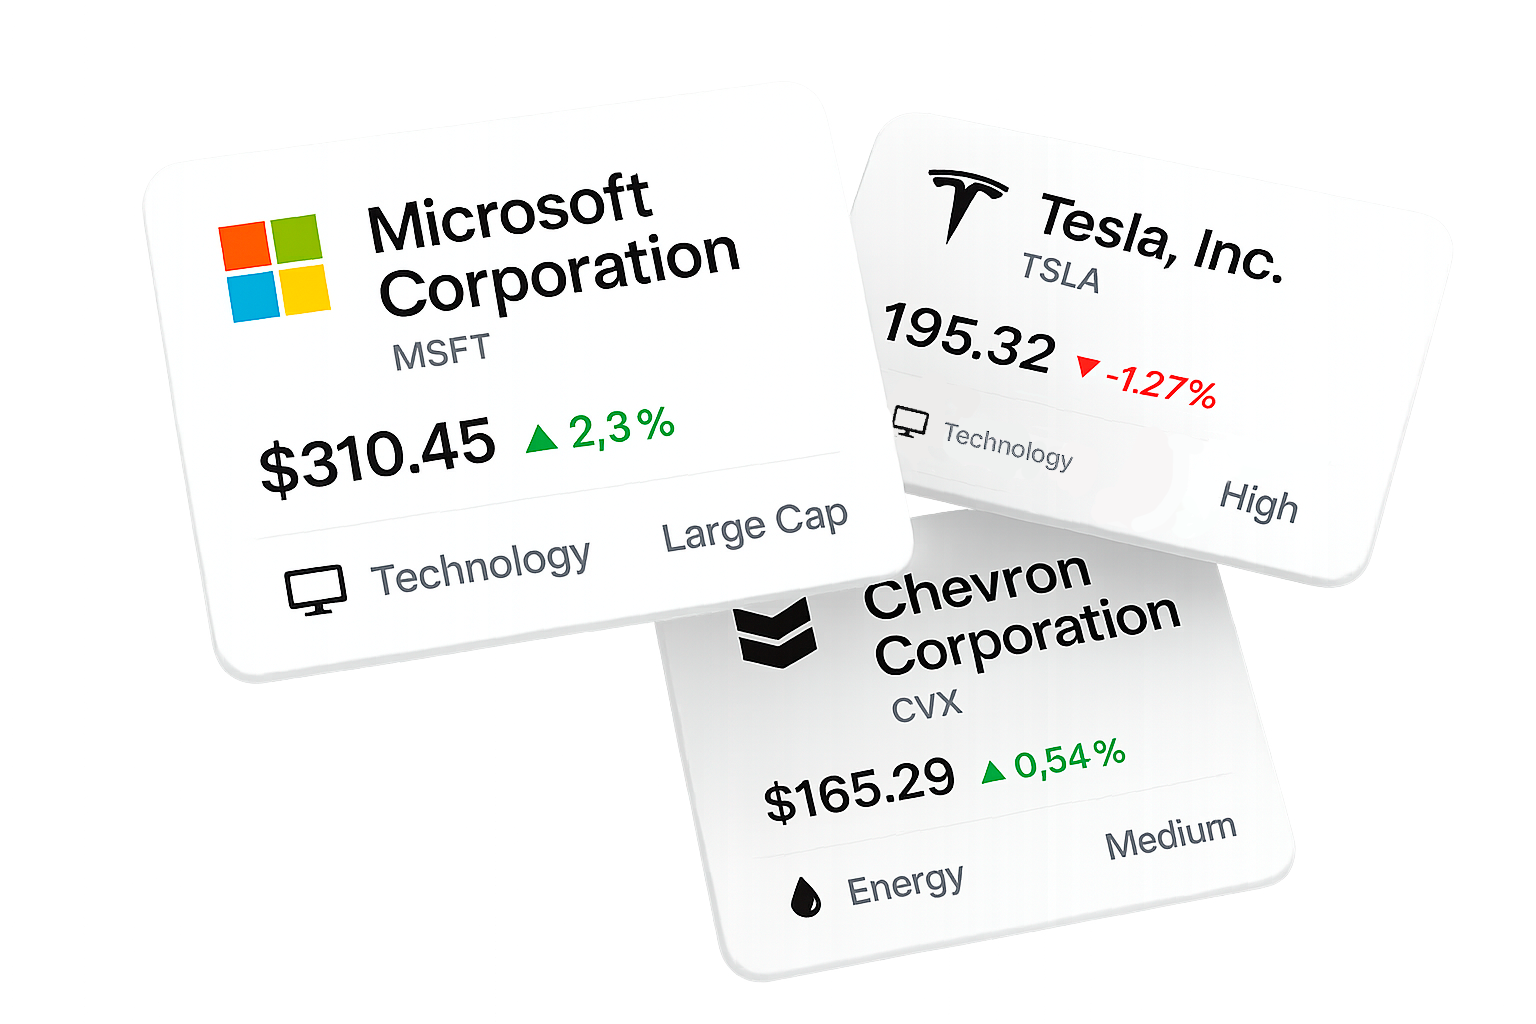 Microsoft
Corporation
MSFT
$310.45 ▲ 2,3%
Technology
Large Cap
Tesla, Inc.
TSLA
195.32 ▼ -1.27%
Technology
High
Chevron
Corporation
CVX
$165.29 ▲ 0,54%
Energy
Medium